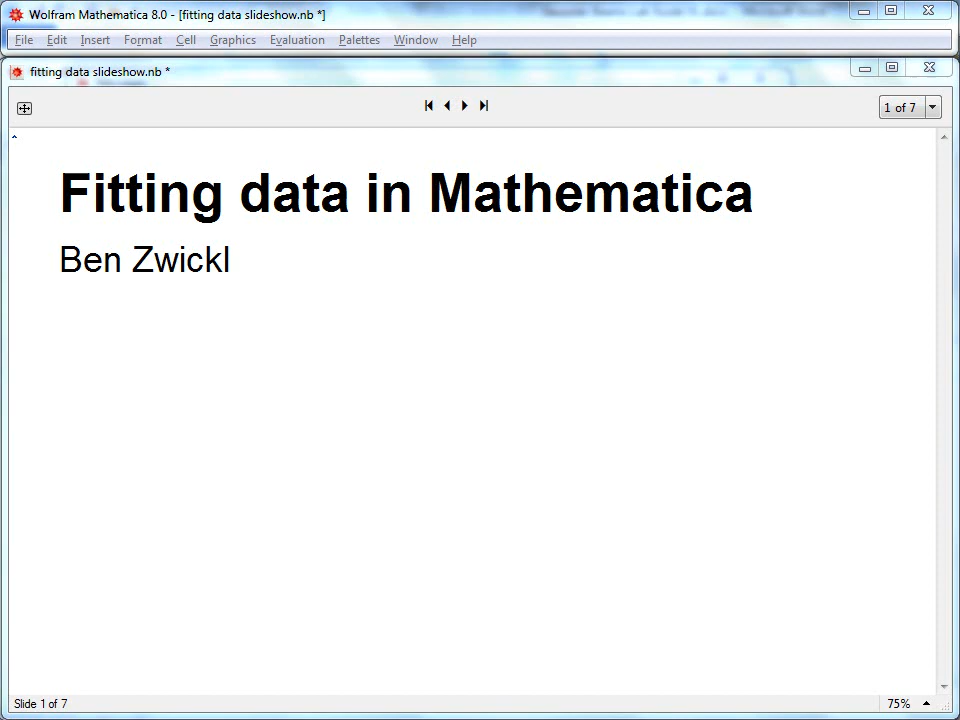 Wolfram Mathematica 8.0 - [fitting data slideshow.nb *]
File Edit Insert Format Cell Graphics Evaluation Palettes Window Help
fitting data slideshow.nb *
1 of 7
Fitting data in Mathematica
Ben Zwickl
Slide 1 of 7
75%